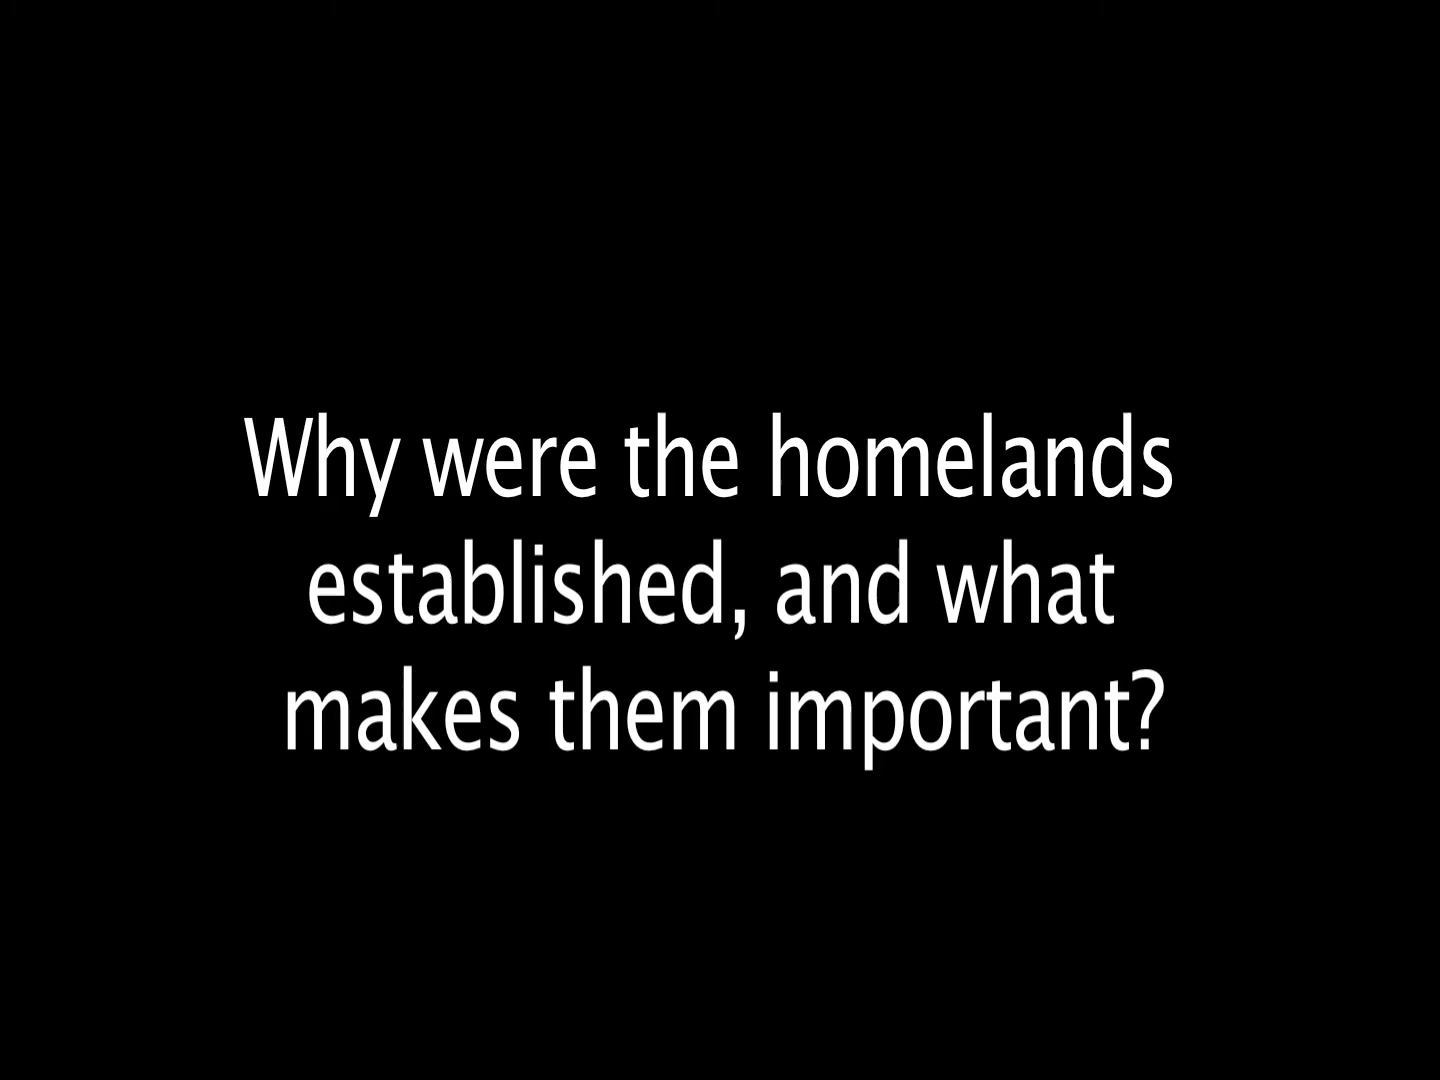 Why were the homelands
established, and what
makes them important?